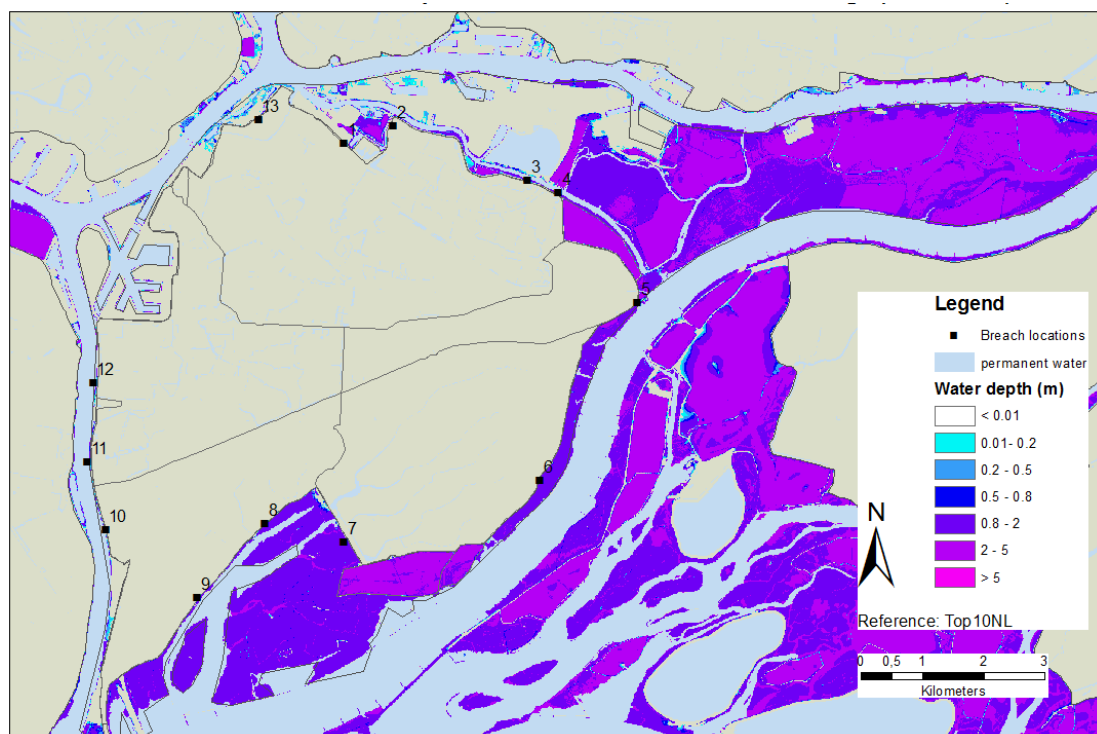 13
2
1
3
4
5
12
11
6
10
8
7
9
Legend
Breach locations
permanent water
Water depth (m)
< 0.01
0.01- 0.2
0.2 - 0.5
0.5 - 0.8
0.8 - 2
2 - 5
> 5
N
Reference: Top10NL
0 0,5 1 2 3
Kilometers